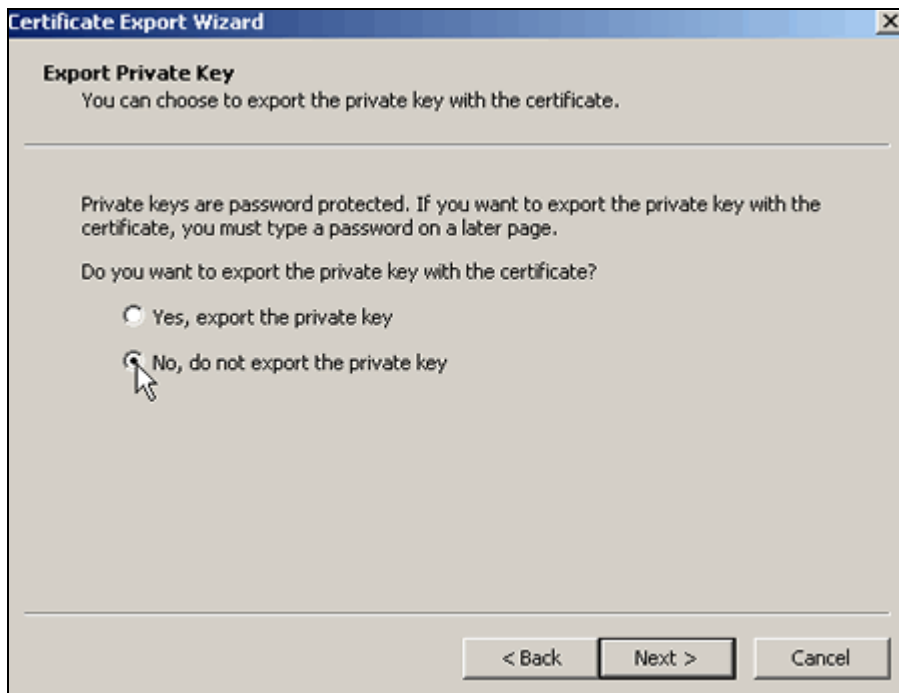 Certificate Export Wizard
Export Private Key
You can choose to export the private key with the certificate.
Private keys are password protected. If you want to export the private key with the
certificate, you must type a password on a later page.
Do you want to export the private key with the certificate?
Yes, export the private key
No, do not export the private key
< Back Next > Cancel